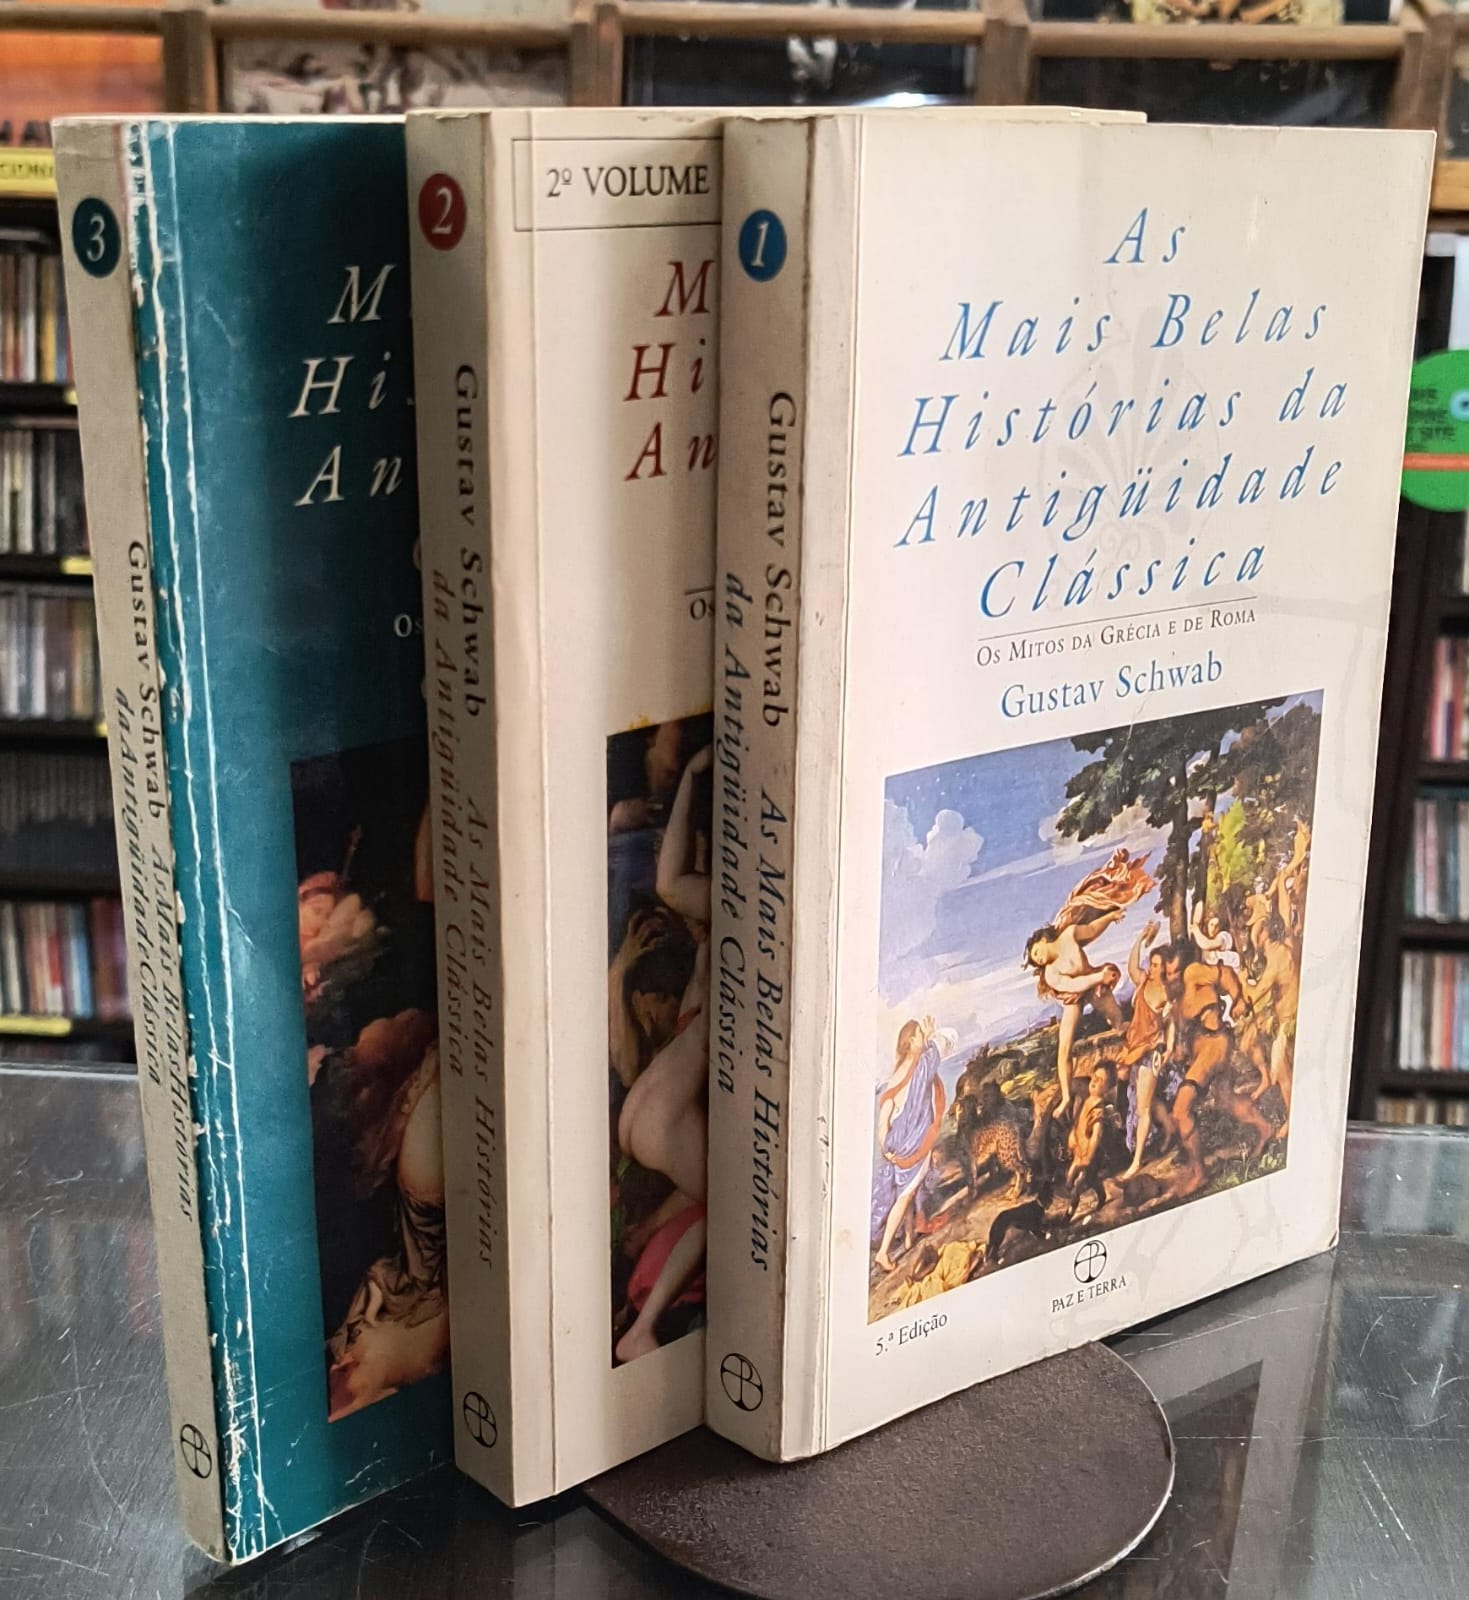 3
Gustav Schwab As Mais Belas Histórias
da Antigüidade Clássica
M
Hi
An
Os
2
Gustav Schwab As Mais Belas Histórias
da Antigüidade Clássica
2º VOLUME
M
Hi
An
Os
1
Gustav Schwab As Mais Belas Histórias
da Antigüidade Clássica
As
Mais Belas
Histórias da
Antigüidade
Clássica
Os Mitos da Grécia e de Roma
Gustav Schwab
PAZ E TERRA
5.ª Edição